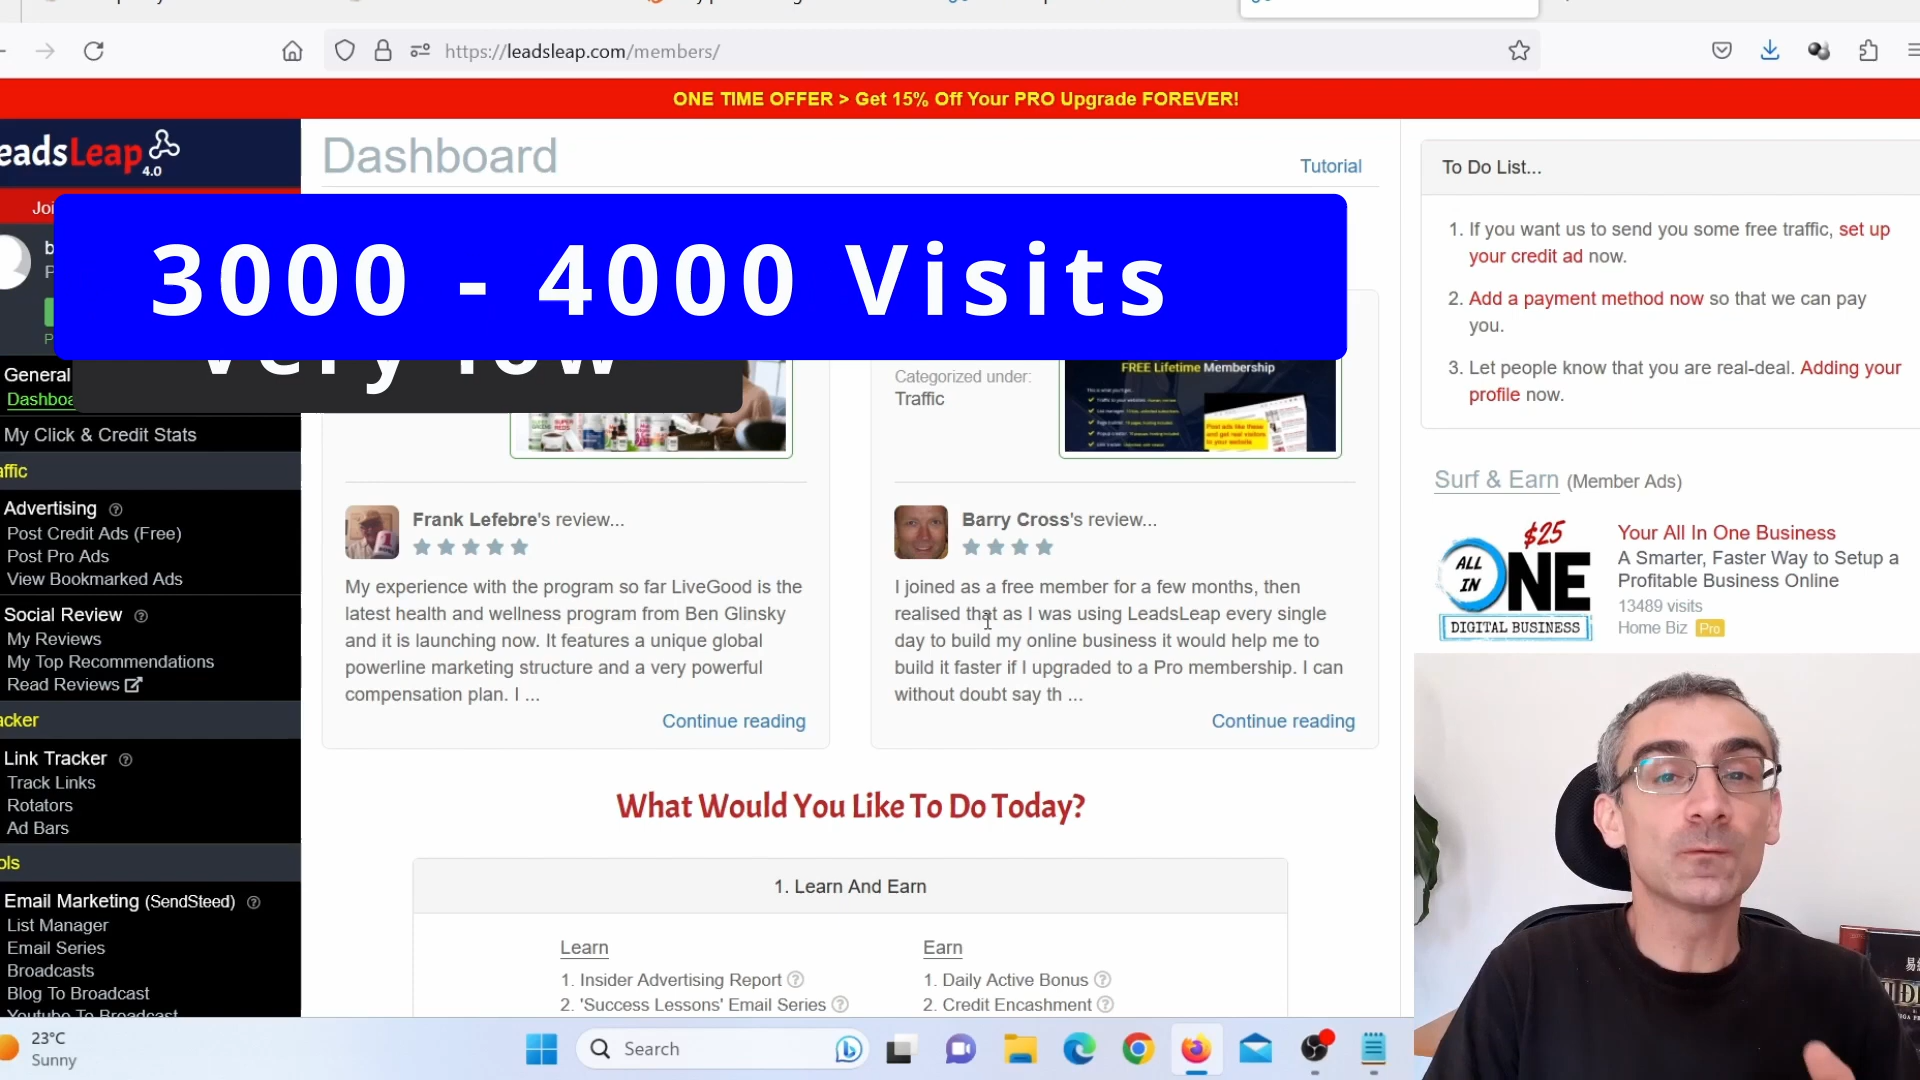 https://leadsleap.com/members/
ONE TIME OFFER > Get 15% Off Your PRO Upgrade FOREVER!
eadsLeap
4.0
Dashboard
Tutorial
Joi
3000 - 4000 Visits
very low
General
Dashboa
My Click & Credit Stats
affic
Advertising
Post Credit Ads (Free)
Post Pro Ads
View Bookmarked Ads
Social Review
My Reviews
My Top Recommendations
Read Reviews
acker
Link Tracker
Track Links
Rotators
Ad Bars
ols
Email Marketing (SendSteed)
List Manager
Email Series
Broadcasts
Blog To Broadcast
Youtube To Broadcast
Categorized under:
Traffic
FREE Lifetime Membership
Frank Lefebre's review...
My experience with the program so far LiveGood is the
latest health and wellness program from Ben Glinsky
and it is launching now. It features a unique global
powerline marketing structure and a very powerful
compensation plan. I ...
Continue reading
Barry Cross's review...
I joined as a free member for a few months, then
realised that as I was using LeadsLeap every single
day to build my online business it would help me to
build it faster if I upgraded to a Pro membership. I can
without doubt say th ...
Continue reading
What Would You Like To Do Today?
1. Learn And Earn
Learn
1. Insider Advertising Report
2. 'Success Lessons' Email Series
Earn
1. Daily Active Bonus
2. Credit Encashment
To Do List...
1. If you want us to send you some free traffic, set up
your credit ad now.
2. Add a payment method now so that we can pay
you.
3. Let people know that you are real-deal. Adding your
profile now.
Surf & Earn (Member Ads)
$25
ALL
IN
ONE
DIGITAL BUSINESS
Your All In One Business
A Smarter, Faster Way to Setup a
Profitable Business Online
13489 visits
Home Biz Pro
23°C
Sunny
Search